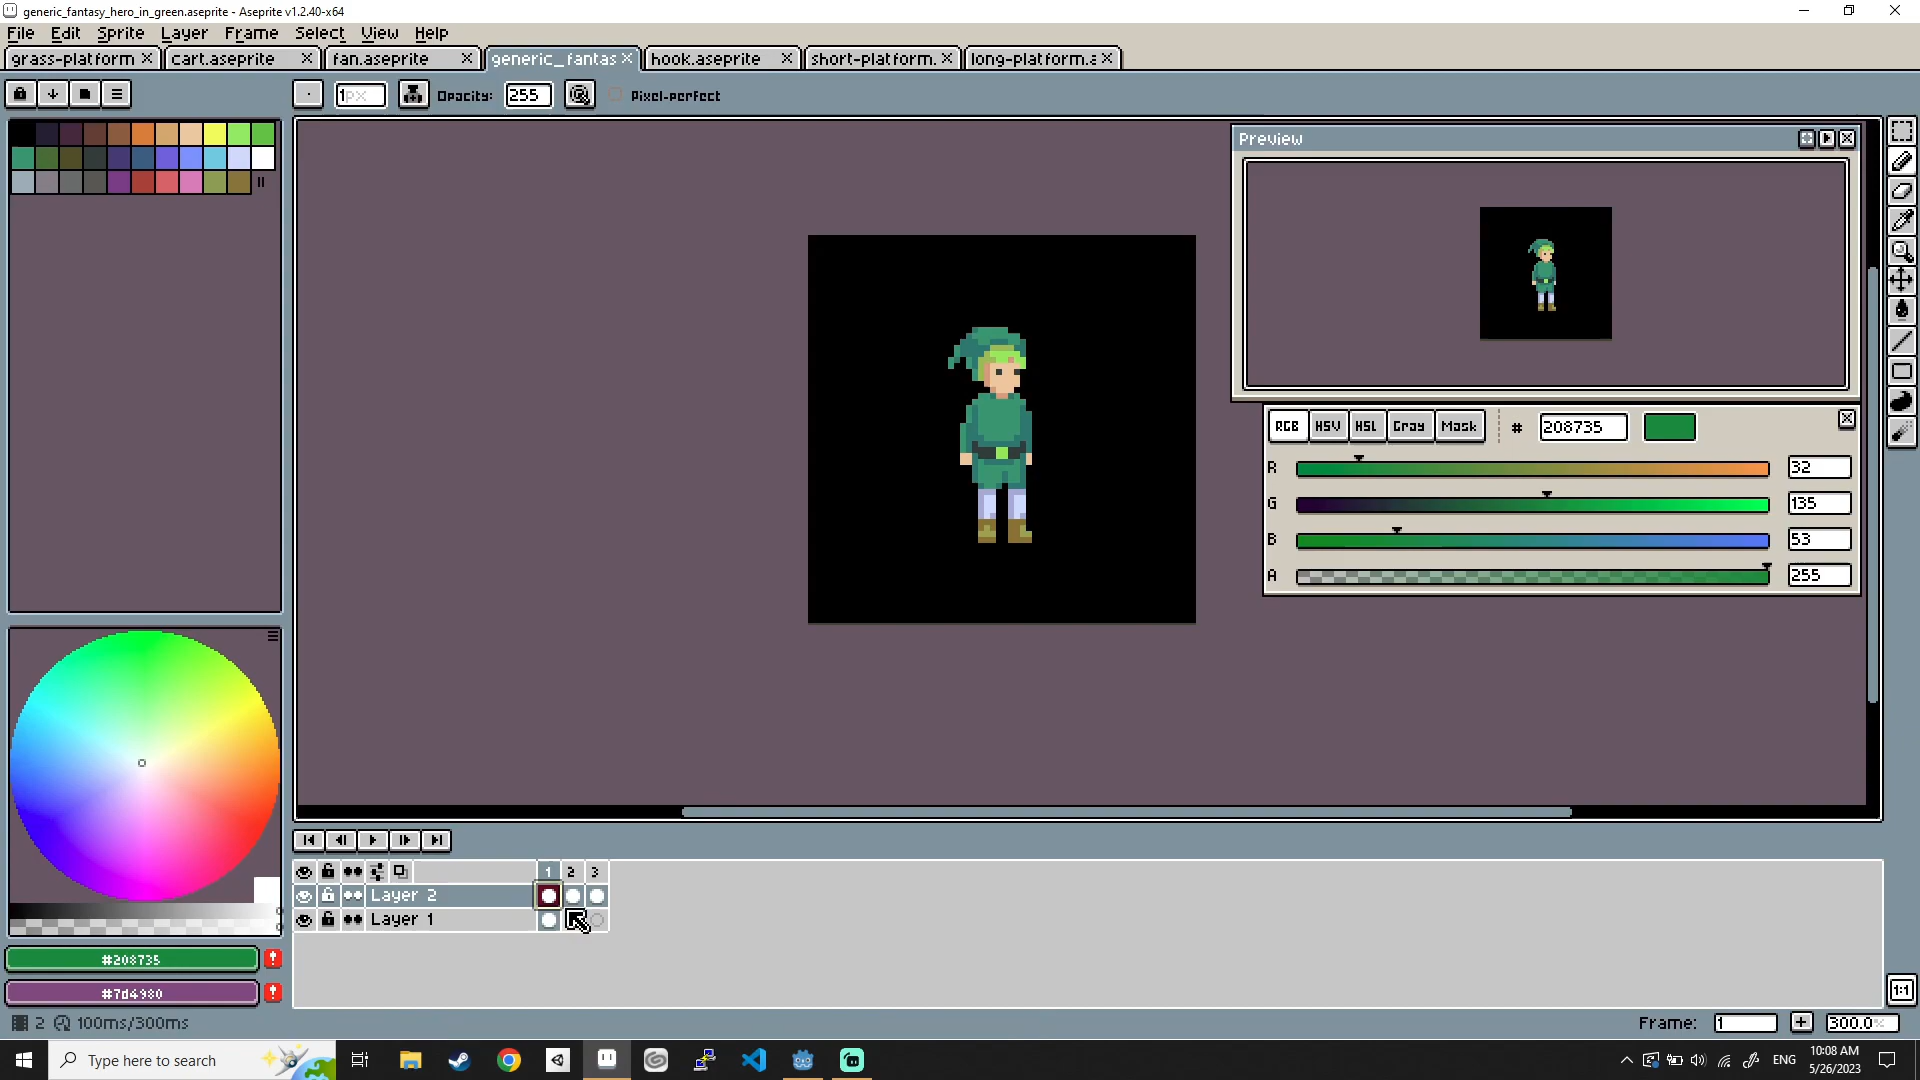 generic_fantasy_hero_in_green.aseprite - Aseprite v1.2.40-x64
File Edit Sprite Layer Frame Select View Help
grass-platform cart.aseprite fan.aseprite generic_fantas hook.aseprite short-platform. long-platform.a
1px Opacity: 255 Pixel-perfect
Preview
RGB HSV HSL Gray Mask # 208735
R 32
G 135
B 53
A 255
1 2 3
Layer 2
Layer 1
#208735
#7d4980
2 100ms/300ms
Frame: 1 300.0%
1:1
Type here to search
ENG
10:08 AM
5/26/2023